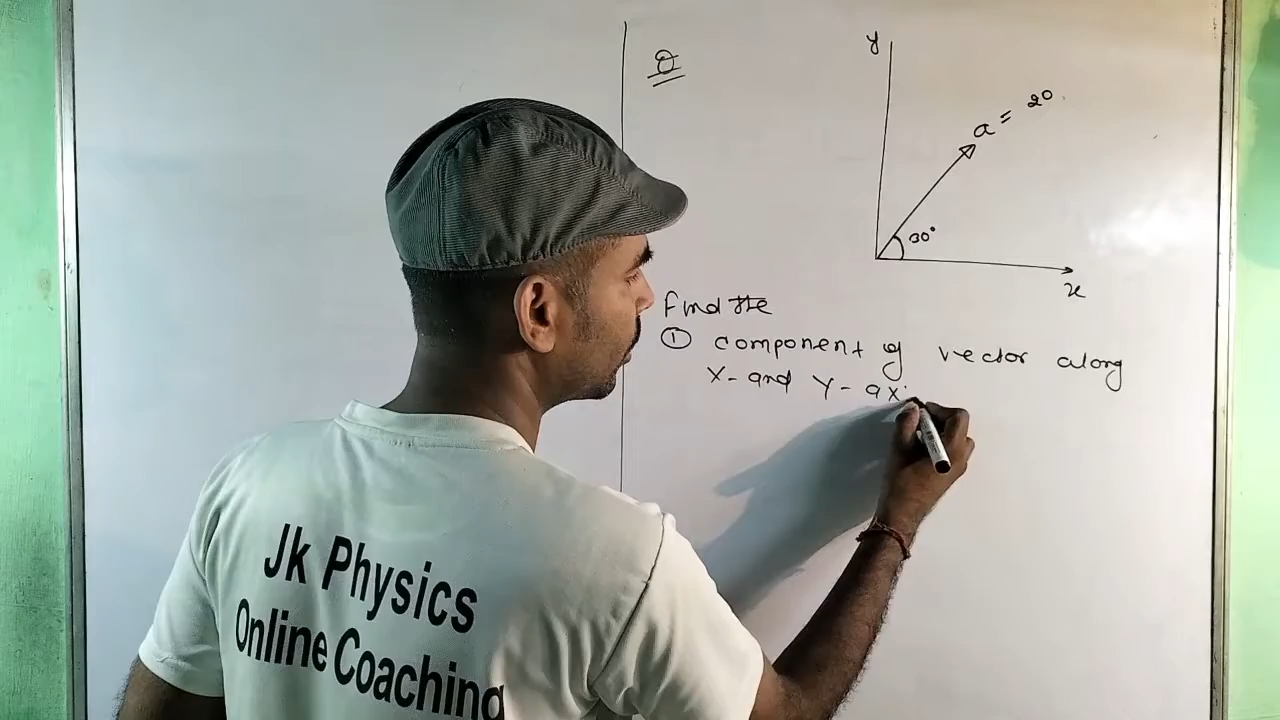 Q
y
a = 20
30°
x
Find the
① component of vector along
X- and Y- ax
Jk Physics
Online Coaching